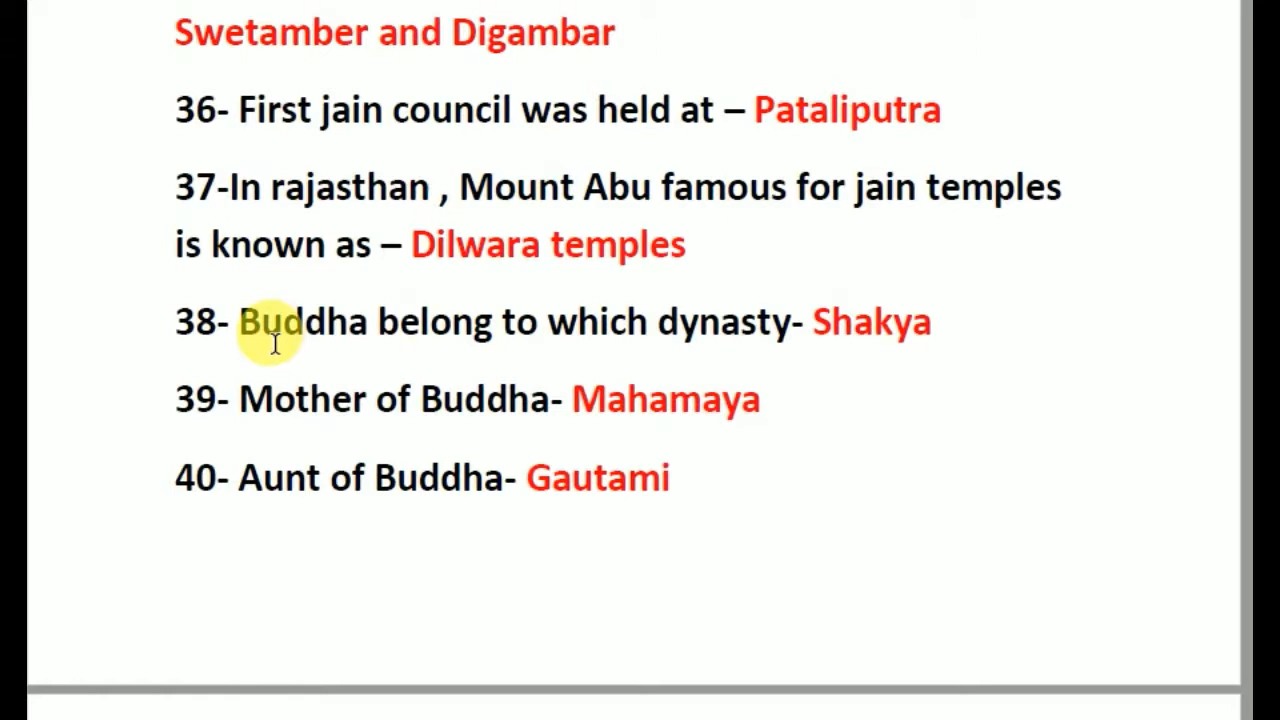 Swetamber and Digambar
36- First jain council was held at – Pataliputra
37-In rajasthan , Mount Abu famous for jain temples
is known as – Dilwara temples
38- Buddha belong to which dynasty- Shakya
39- Mother of Buddha- Mahamaya
40- Aunt of Buddha- Gautami